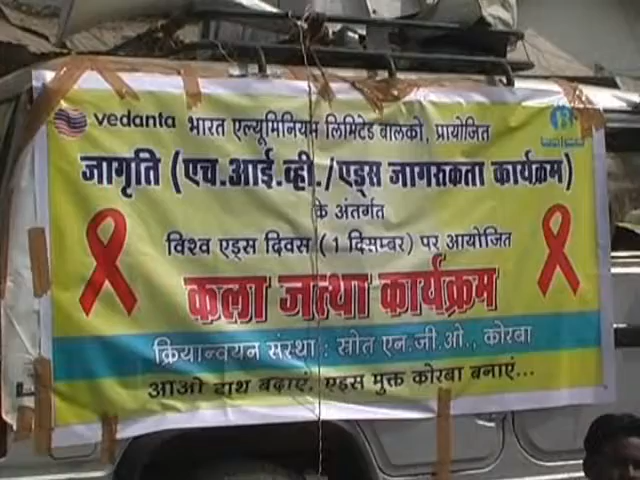 vedanta भारत एल्यूमिनियम लिमिटेड बालको, प्रायोजित
जागृति (एच.आई.व्ही./एड्स जागरूकता कार्यक्रम)
के अंतर्गत
विश्व एड्स दिवस (1 दिसम्बर) पर आयोजित
कला जत्था कार्यक्रम
क्रियान्वयन संस्था : स्रोत एन.जी.ओ., कोरबा
आओ हाथ बढ़ाएं, एड्स मुक्त कोरबा बनाएं...